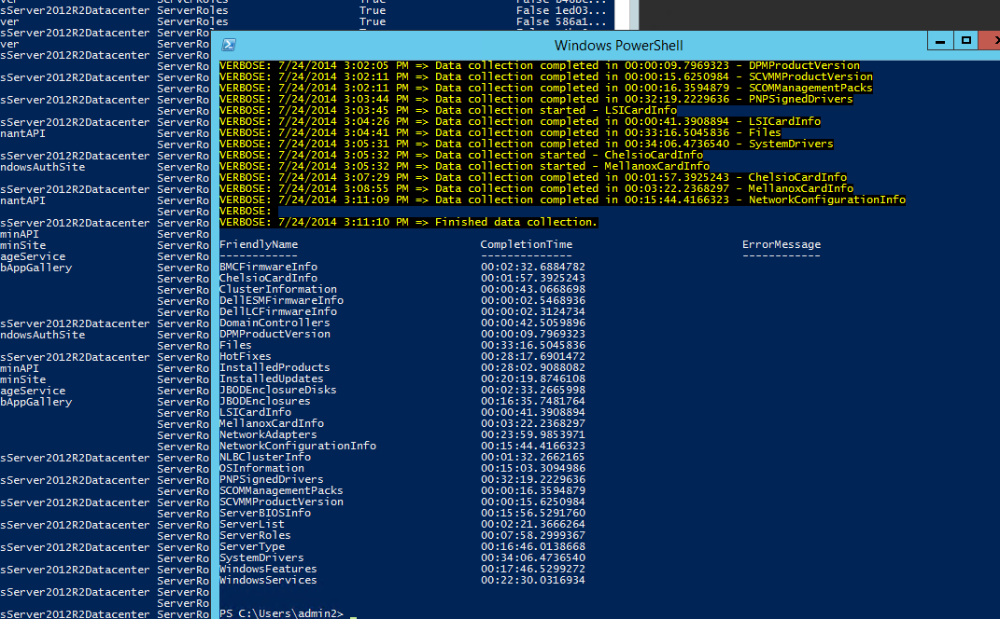 True False
sServer2012R2Datacenter ServerRoles True False 1ed03...
ver ServerRoles True False 586a1...
sServer2012R2Datacenter ServerRol
ver ServerRo
sServer2012R2Datacenter ServerRo
Windows PowerShell
VERBOSE: 7/24/2014 3:02:05 PM => Data collection completed in 00:00:09.7969323 - DPMProductVersion
VERBOSE: 7/24/2014 3:02:11 PM => Data collection completed in 00:00:15.6250984 - SCVMMProductVersion
VERBOSE: 7/24/2014 3:02:11 PM => Data collection completed in 00:00:16.3594879 - SCOMManagementPacks
VERBOSE: 7/24/2014 3:03:44 PM => Data collection completed in 00:32:19.2229636 - PNPSignedDrivers
VERBOSE: 7/24/2014 3:03:45 PM => Data collection started - LSICardInfo
VERBOSE: 7/24/2014 3:04:26 PM => Data collection completed in 00:00:41.3908894 - LSICardInfo
VERBOSE: 7/24/2014 3:04:41 PM => Data collection completed in 00:33:16.5045836 - Files
VERBOSE: 7/24/2014 3:05:31 PM => Data collection completed in 00:34:06.4736540 - SystemDrivers
VERBOSE: 7/24/2014 3:05:32 PM => Data collection started - ChelsioCardInfo
VERBOSE: 7/24/2014 3:05:32 PM => Data collection started - MellanoxCardInfo
VERBOSE: 7/24/2014 3:07:29 PM => Data collection completed in 00:01:57.3925243 - ChelsioCardInfo
VERBOSE: 7/24/2014 3:08:55 PM => Data collection completed in 00:03:22.2368297 - MellanoxCardInfo
VERBOSE: 7/24/2014 3:11:09 PM => Data collection completed in 00:15:44.4166323 - NetworkConfigurationInfo
VERBOSE:
VERBOSE: 7/24/2014 3:11:10 PM => Finished data collection.
FriendlyName CompletionTime ErrorMessage
------------ -------------- ------------
BMCFirmwareInfo 00:02:32.6884782
ChelsioCardInfo 00:01:57.3925243
ClusterInformation 00:00:43.0668698
DellESMFirmwareInfo 00:00:02.5468936
DellLCFirmwareInfo 00:00:02.3124734
DomainControllers 00:00:42.5059896
DPMProductVersion 00:00:09.7969323
Files 00:33:16.5045836
HotFixes 00:28:17.6901472
InstalledProducts 00:28:02.9088082
InstalledUpdates 00:20:19.8746108
JBODEnclosureDisks 00:02:33.2665998
JBODEnclosures 00:16:35.7481764
LSICardInfo 00:00:41.3908894
MellanoxCardInfo 00:03:22.2368297
NetworkAdapters 00:23:59.9853971
NetworkConfigurationInfo 00:15:44.4166323
NLBClusterInfo 00:01:32.2662165
OSInformation 00:15:03.3094986
PNPSignedDrivers 00:32:19.2229636
SCOMManagementPacks 00:00:16.3594879
SCVMMProductVersion 00:00:15.6250984
ServerBIOSInfo 00:15:56.5291760
ServerList 00:02:21.3666264
ServerRoles 00:07:58.2999367
ServerType 00:16:46.0138668
SystemDrivers 00:34:06.4736540
WindowsFeatures 00:17:46.5299272
WindowsServices 00:22:30.0316934
PS C:\Users\admin2> _
ServerRo
sServer2012R2Datacenter ServerRo
ServerRo
sServer2012R2Datacenter ServerRo
ServerRo
sServer2012R2Datacenter ServerRo
nantAPI ServerRo
ServerRo
sServer2012R2Datacenter ServerRo
ndowsAuthSite ServerRo
ServerRo
sServer2012R2Datacenter ServerRo
nantAPI ServerRo
ServerRo
sServer2012R2Datacenter ServerRo
minAPI ServerRo
minSite ServerRo
ageService ServerRo
bAppGallery ServerRo
ServerRo
ServerRo
ServerRo
ServerRo
sServer2012R2Datacenter ServerRo
ndowsAuthSite ServerRo
ServerRo
sServer2012R2Datacenter ServerRo
minAPI ServerRo
minSite ServerRo
ageService ServerRo
bAppGallery ServerRo
ServerRo
ServerRo
ServerRo
ServerRo
sServer2012R2Datacenter ServerRo
ServerRo
sServer2012R2Datacenter ServerRo
ServerRo
sServer2012R2Datacenter ServerRo
ServerRo
sServer2012R2Datacenter ServerRo
ServerRo
sServer2012R2Datacenter ServerRo
ServerRo
sServer2012R2Datacenter ServerRo
ServerRo
sServer2012R2Datacenter ServerRo
ServerRo
sServer2012R2Datacenter ServerRo